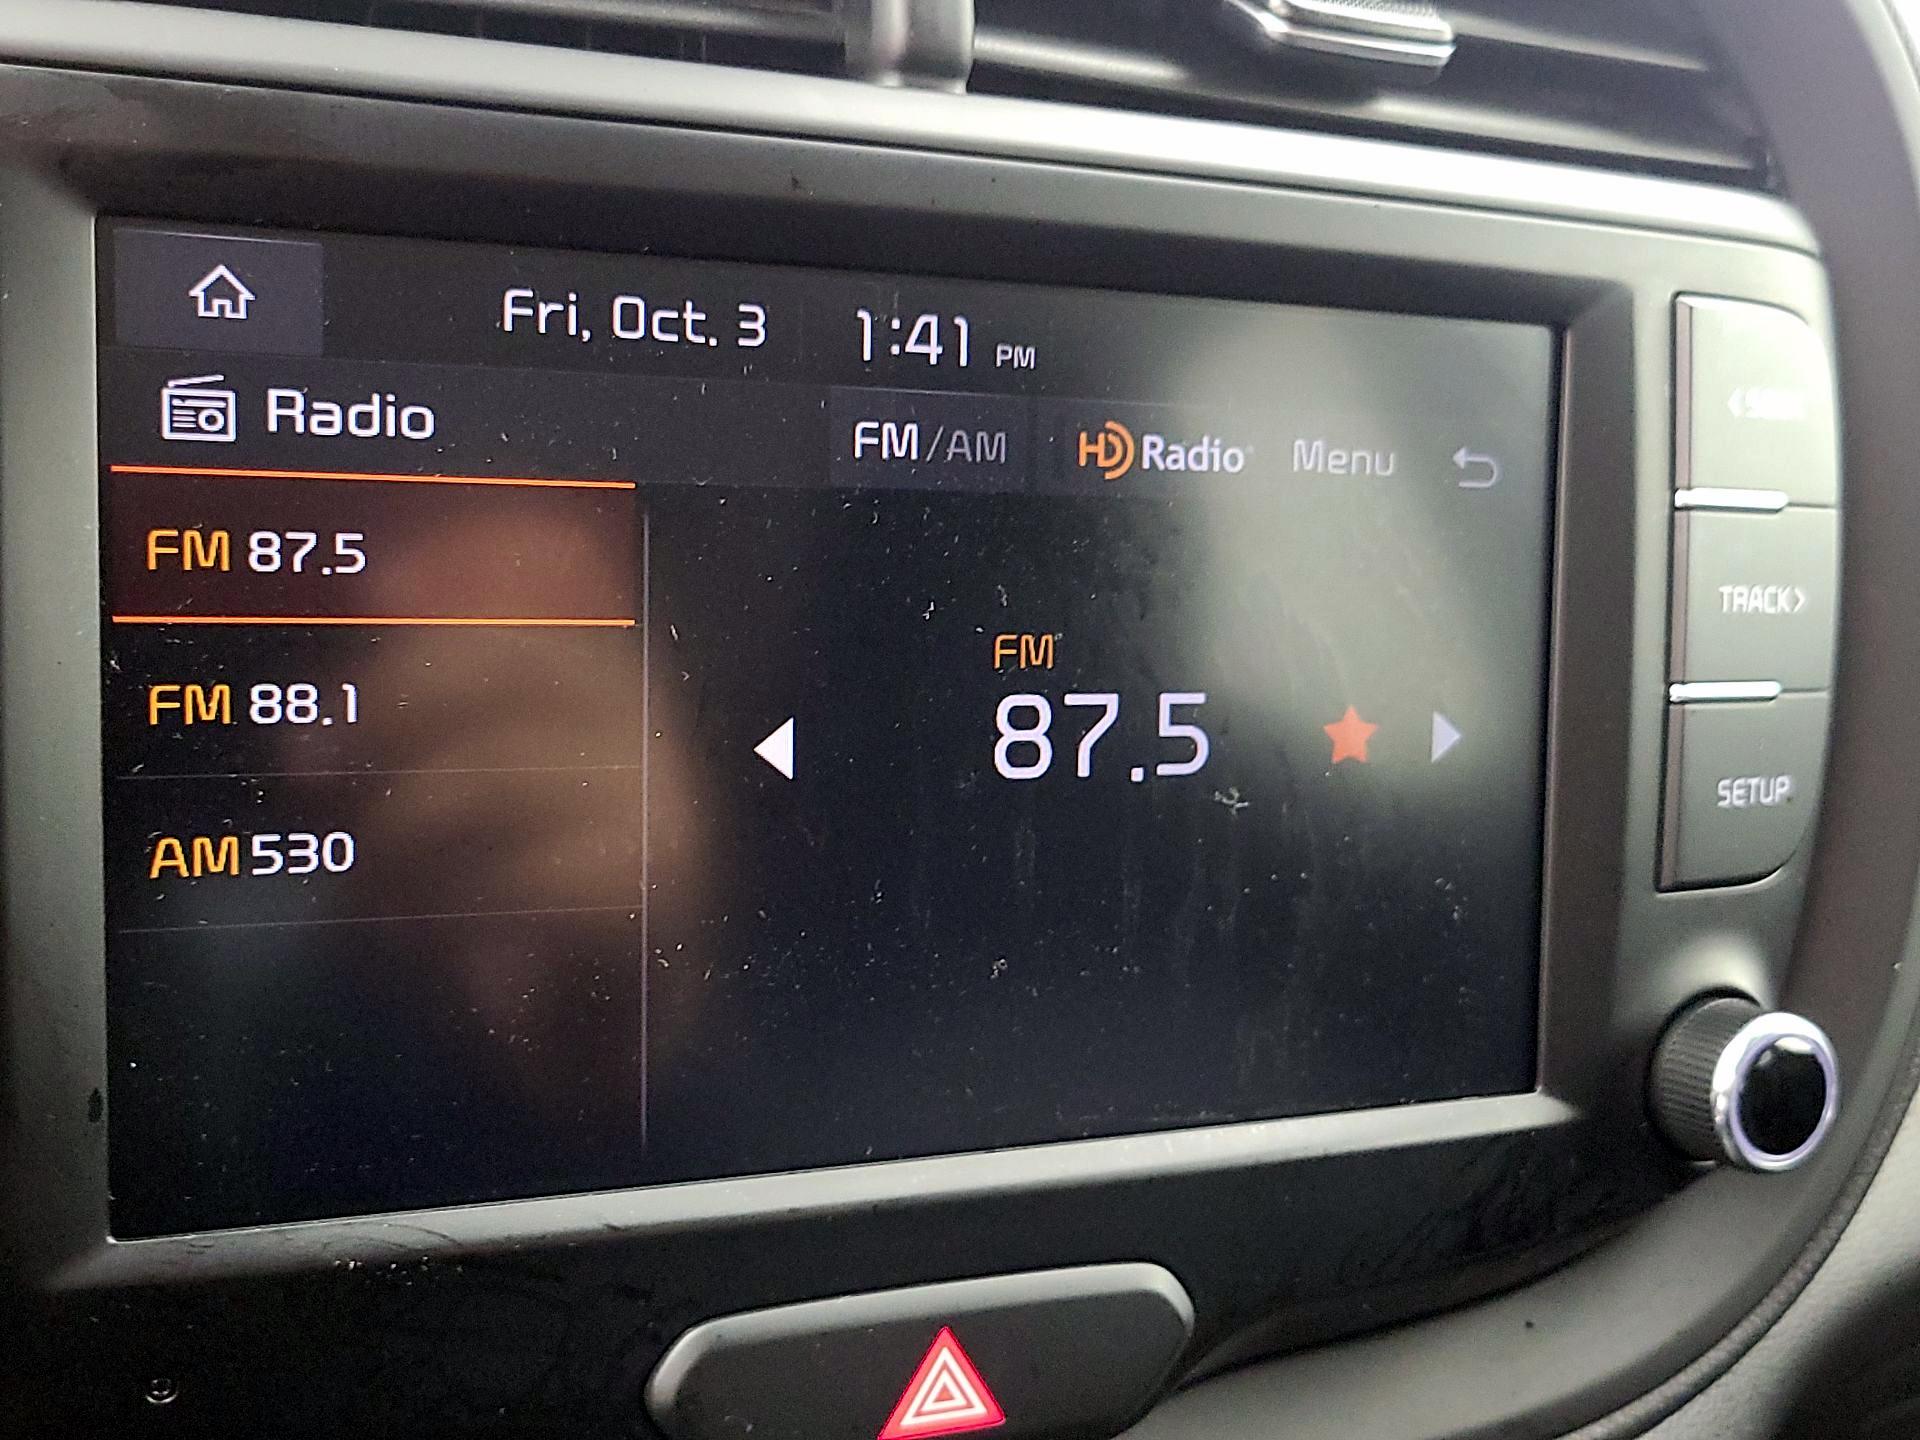 Fri, Oct. 3 1:41 PM
Radio
FM/AM HD Radio Menu
FM 87.5
FM 88.1
AM 530
FM
87.5
TRACK>
SETUP